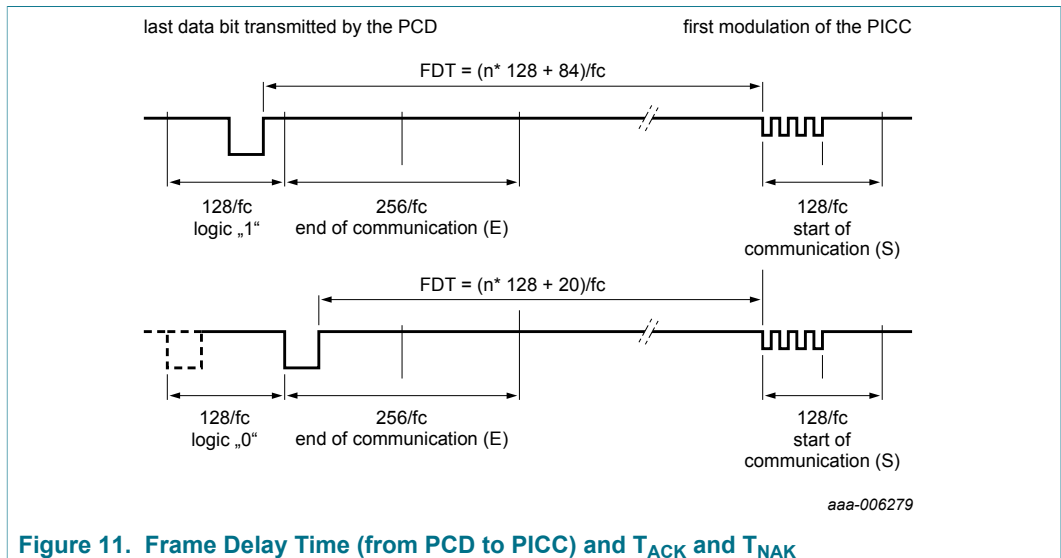 last data bit transmitted by the PCD
first modulation of the PICC
FDT = (n* 128 + 84)/fc
128/fc
logic „1“
256/fc
end of communication (E)
128/fc
start of
communication (S)
FDT = (n* 128 + 20)/fc
128/fc
logic „0“
256/fc
end of communication (E)
128/fc
start of
communication (S)
aaa-006279
Figure 11. Frame Delay Time (from PCD to PICC) and TACK and TNAK